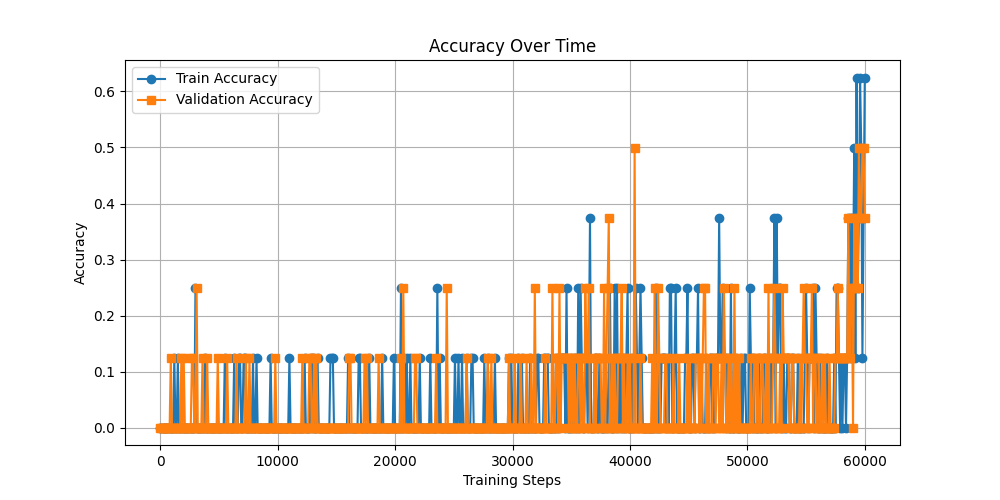 Accuracy Over Time
Train Accuracy
Validation Accuracy
0.6
0.5
0.4
0.3
0.2
0.1
0.0
Accuracy
0 10000 20000 30000 40000 50000 60000
Training Steps